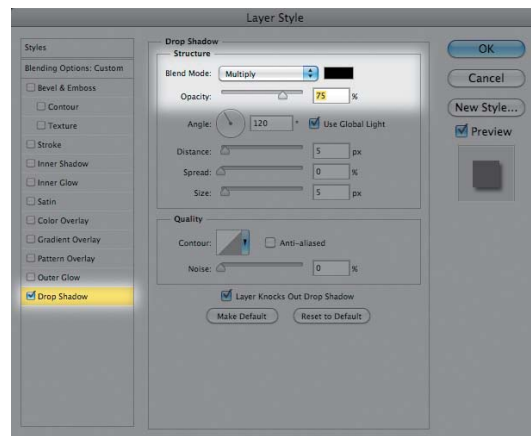 Layer Style
Styles
Blending Options: Custom
Bevel & Emboss
Contour
Texture
Stroke
Inner Shadow
Inner Glow
Satin
Color Overlay
Gradient Overlay
Pattern Overlay
Outer Glow
Drop Shadow
Drop Shadow
Structure
Blend Mode: Multiply
Opacity: 75 %
Angle: 120 ° Use Global Light
Distance: 5 px
Spread: 0 %
Size: 5 px
Quality
Contour: Anti-aliased
Noise: 0 %
Layer Knocks Out Drop Shadow
Make Default Reset to Default
OK
Cancel
New Style...
Preview